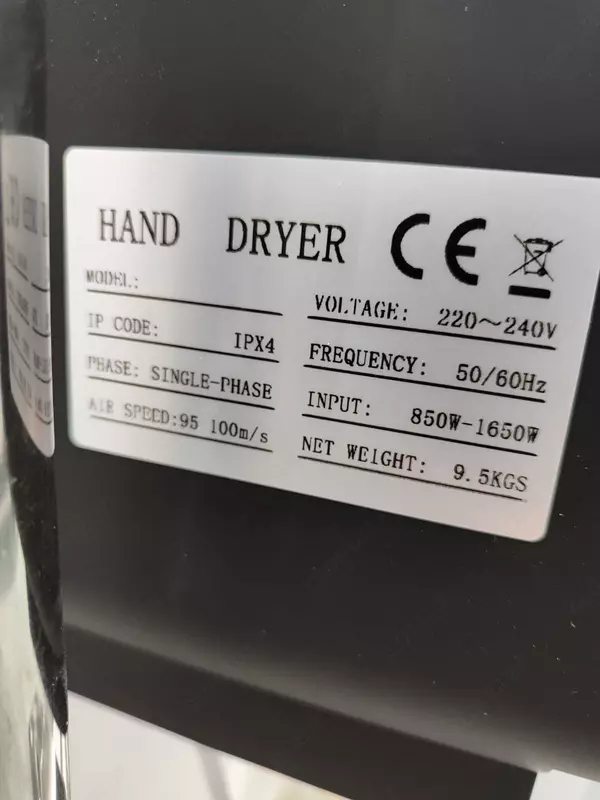 HAND DRYER CE
MODEL:
IP CODE: IPX4
PHASE: SINGLE-PHASE
AIR SPEED:95 100m/s
VOLTAGE: 220～240V
FREQUENCY: 50/60Hz
INPUT: 850W-1650W
NET WEIGHT: 9.5KGS